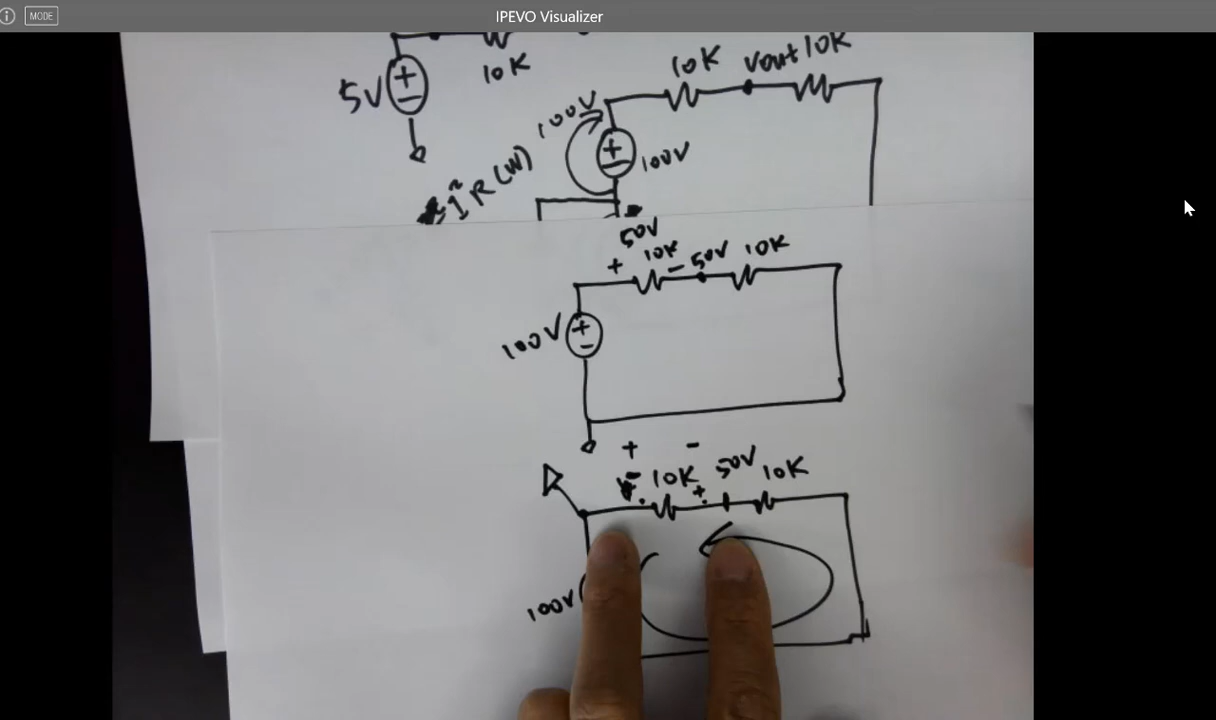 MODE
IPEVO Visualizer
5V
+
-
10K
10K
Vout
10K
100V
+
-
100V
R(W)
50V
+
10K
-
50V
10K
100V
+
-
+
-
-
10K
+
50V
10K
100V